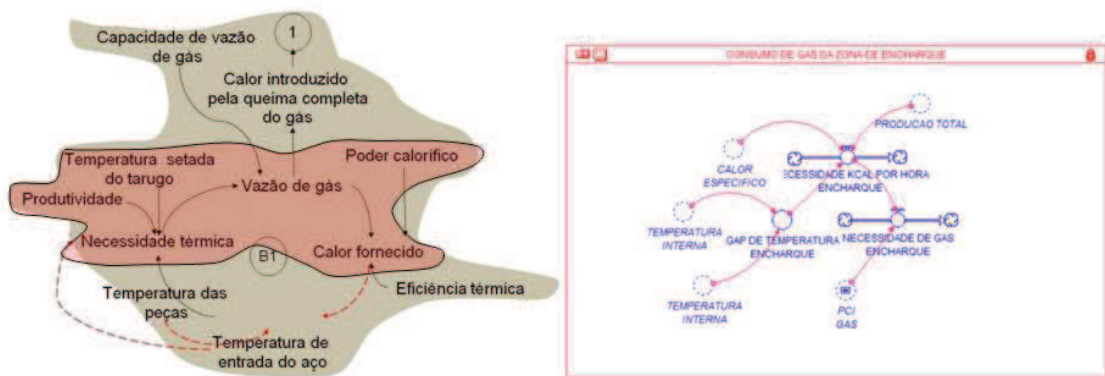 1
Capacidade de vazão
de gás
Calor introduzido
pela queima completa
do gás
Temperatura setada
do tarugo
Poder calorífico
Produtividade
Vazão de gás
Necessidade térmica
B1
Calor fornecido
Temperatura das
peças
Eficiência térmica
Temperatura de
entrada do aço
CONSUMO DE GAS DA ZONA DE ENCHARQUE
PRODUCAO TOTAL
CALOR
ESPECIFICO
ECESSIDADE KCAL POR HORA
ENCHARQUE
TEMPERATURA
INTERNA
GAP DE TEMPERATURA
ENCHARQUE
NECESSIDADE DE GAS
ENCHARQUE
TEMPERATURA
INTERNA
PCI
GAS